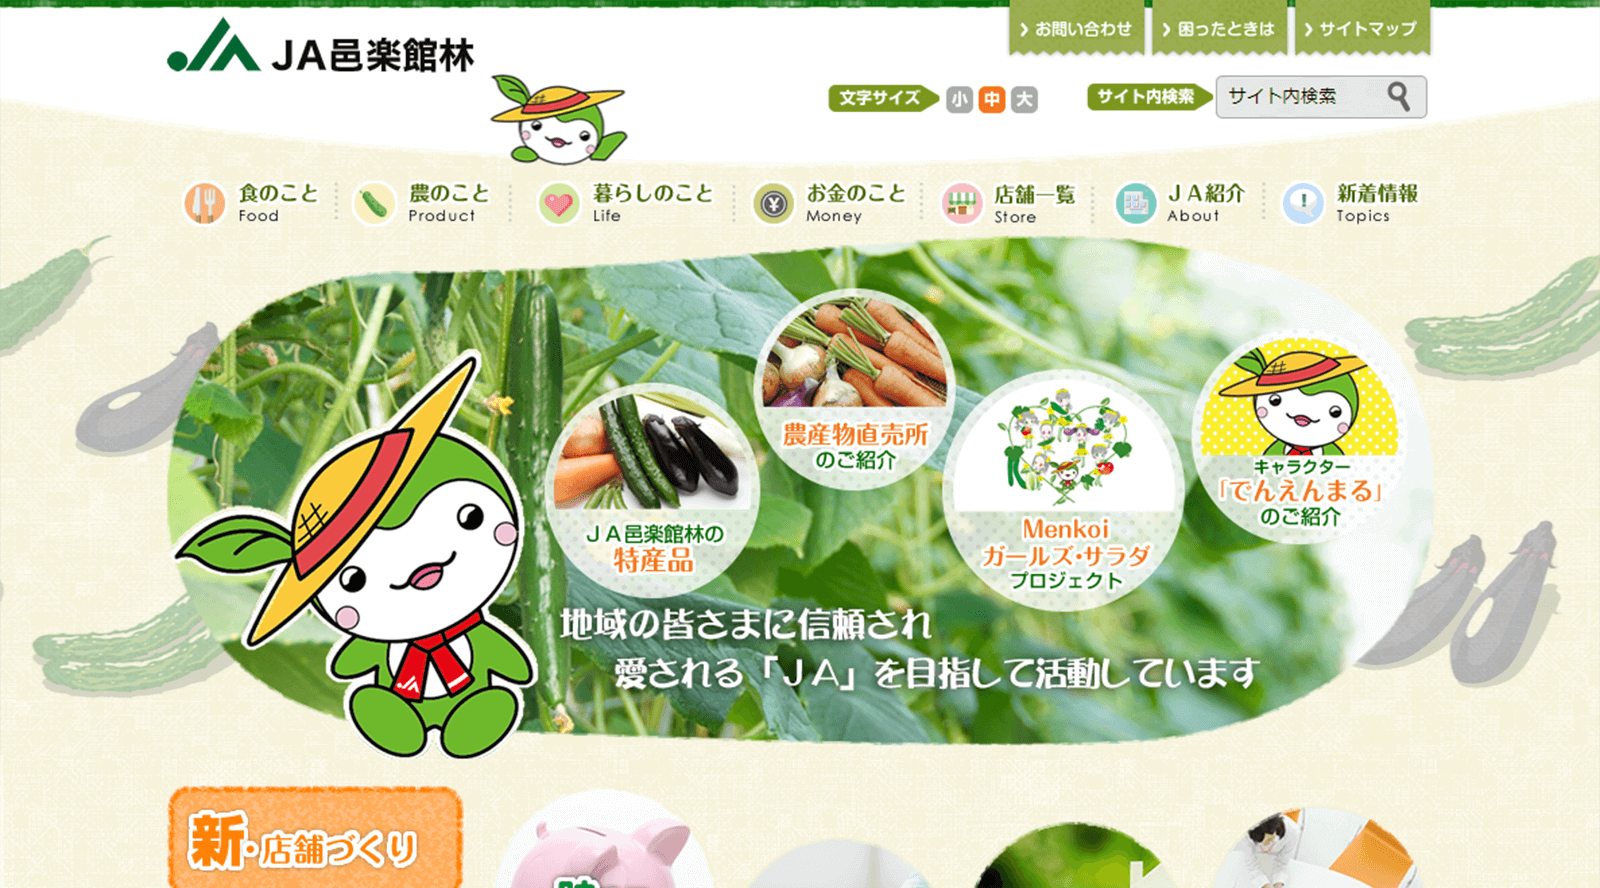 お問い合わせ
困ったときは
サイトマップ
JA邑楽館林
文字サイズ
小
中
大
サイト内検索
サイト内検索
食のこと
Food
農のこと
Product
暮らしのこと
Life
お金のこと
Money
店舗一覧
Store
JA紹介
About
新着情報
Topics
JA邑楽館林の
特産品
農産物直売所
のご紹介
Menkoi
ガールズ・サラダ
プロジェクト
キャラクター
「でんえんまる」
のご紹介
地域の皆さまに信頼され
愛される「JA」を目指して活動しています
新・店舗づくり